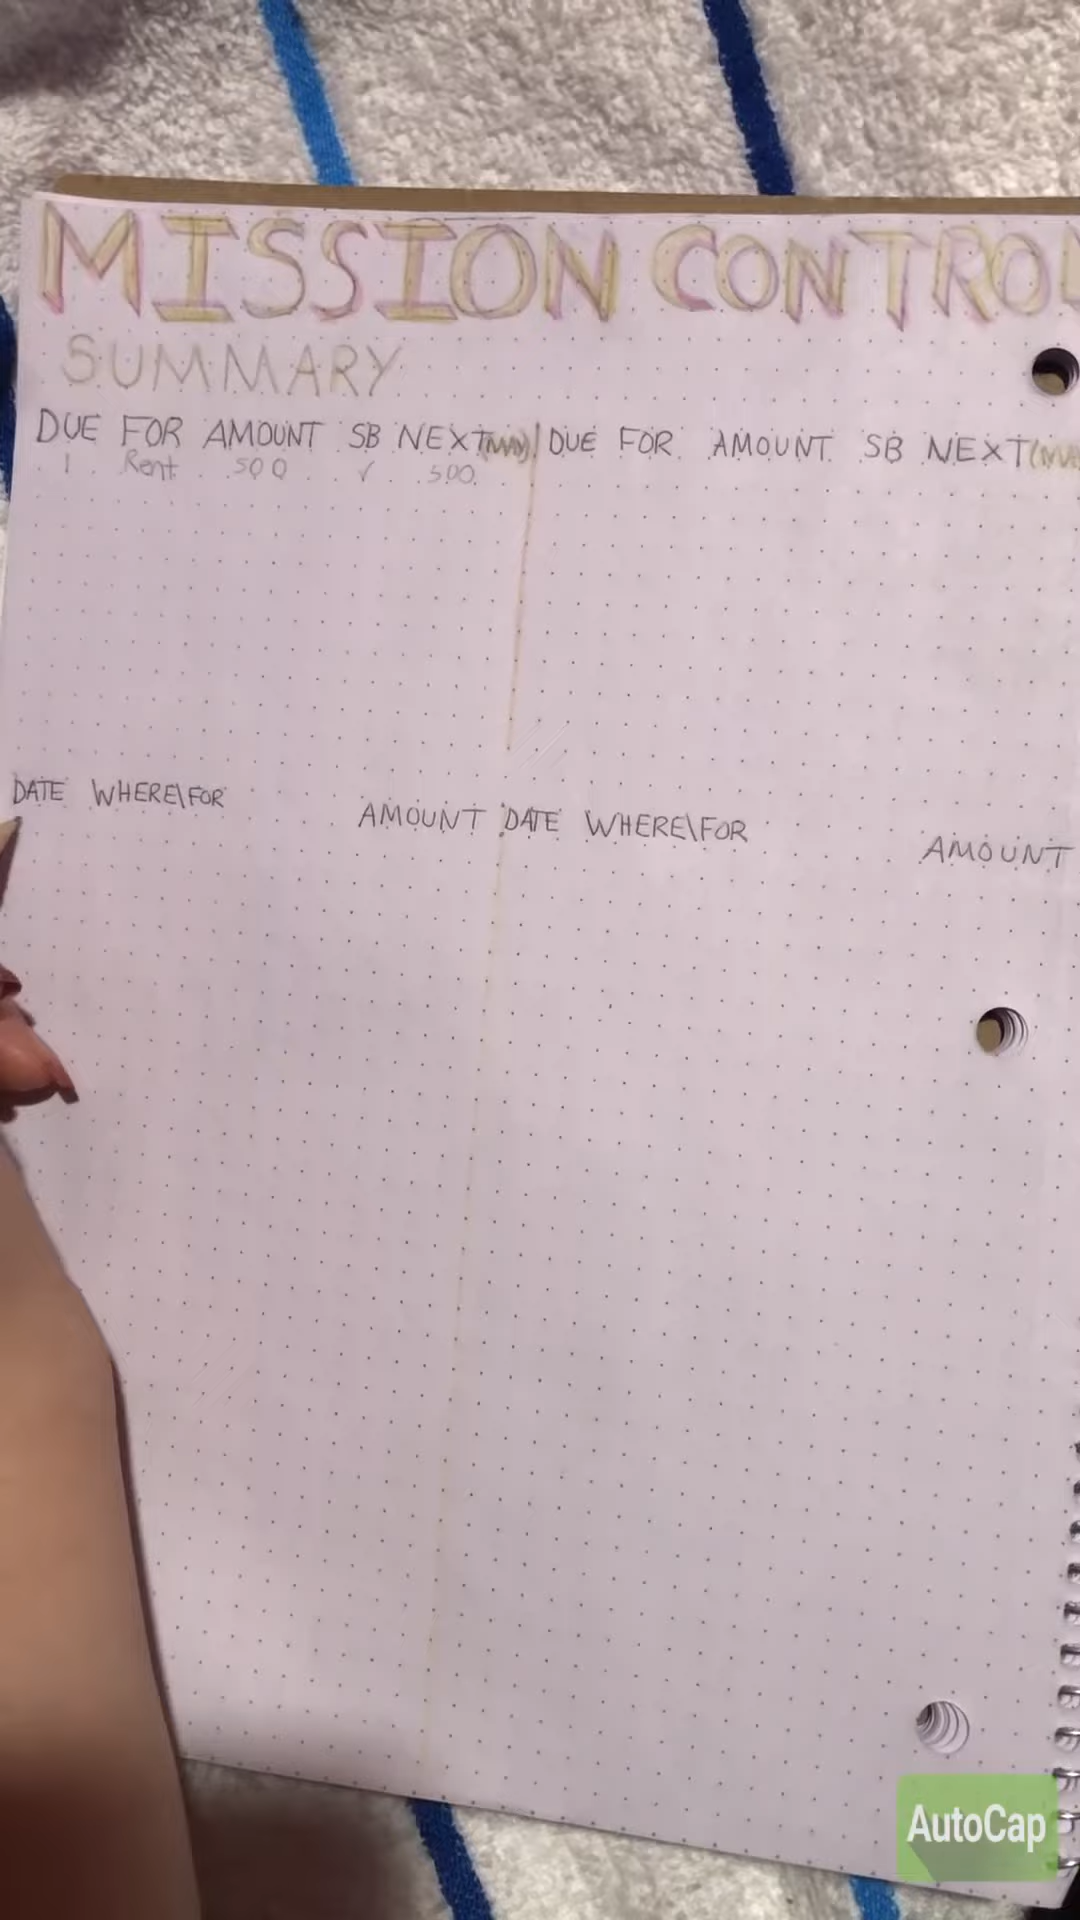 MISSION CONTROL
SUMMARY
DUE FOR AMOUNT SB NEXT DUE FOR AMOUNT SB NEXT
1 Rent 500 ✓ 500
DATE WHERE\FOR AMOUNT DATE WHERE\FOR AMOUNT
AutoCap